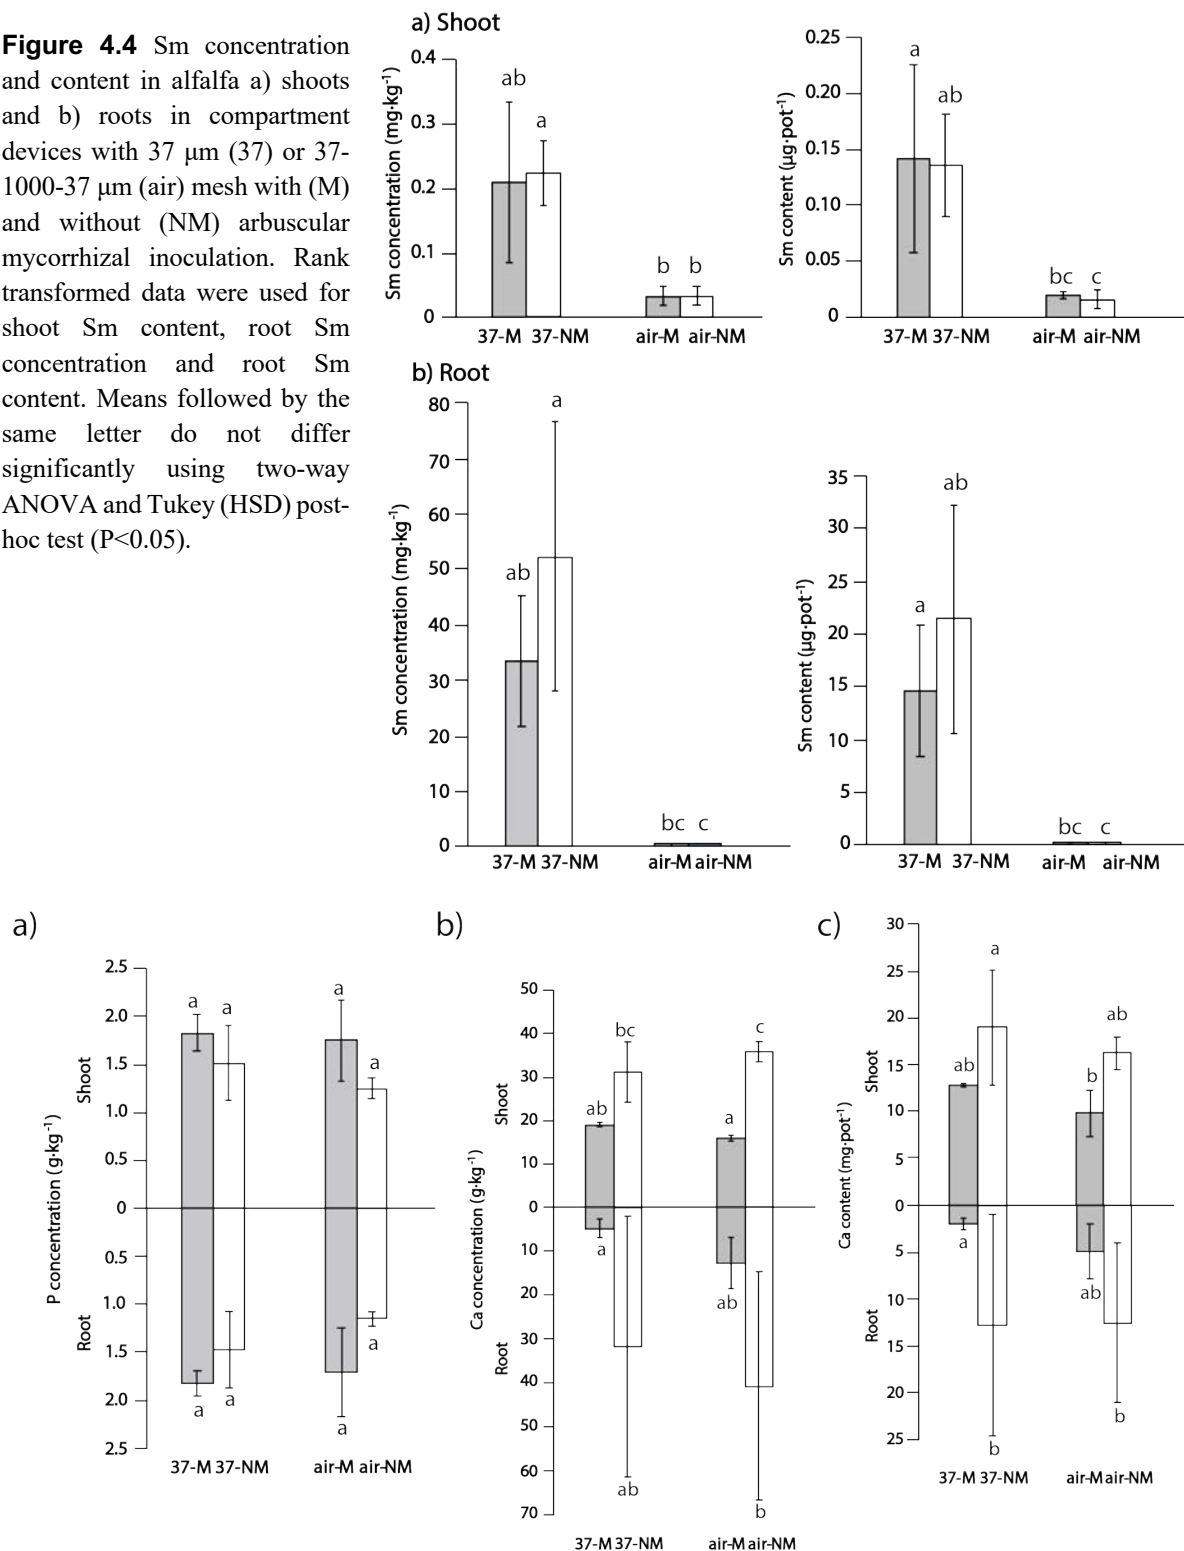 Figure 4.4 Sm concentration
and content in alfalfa a) shoots
and b) roots in compartment
devices with 37 μm (37) or 37-
1000-37 μm (air) mesh with (M)
and without (NM) arbuscular
mycorrhizal inoculation. Rank
transformed data were used for
shoot Sm content, root Sm
concentration and root Sm
content. Means followed by the
same letter do not differ
significantly using two-way
ANOVA and Tukey (HSD) post-
hoc test (P<0.05).
a) Shoot
Sm concentration (mg·kg-1)
0.4
0.3
0.2
0.1
0
ab
a
b b
37-M 37-NM air-M air-NM
Sm content (μg·pot-1)
0.25
0.20
0.15
0.10
0.05
0
a
ab
bc c
37-M 37-NM air-M air-NM
b) Root
Sm concentration (mg·kg-1)
80
70
60
50
40
30
20
10
0
ab
a
bc c
37-M 37-NM air-M air-NM
Sm content (μg·pot-1)
35
30
25
20
15
10
5
0
a
ab
bc c
37-M 37-NM air-M air-NM
a)
P concentration (g·kg-1)
Shoot
Root
2.5
2.0
1.5
1.0
0.5
0
0.5
1.0
1.5
2.0
2.5
a a a a
a a a a
37-M 37-NM air-M air-NM
b)
Ca concentration (g·kg-1)
Shoot
Root
50
40
30
20
10
0
10
20
30
40
50
60
70
ab bc a c
a ab ab b
37-M 37-NM air-M air-NM
c)
Ca content (mg·pot-1)
Shoot
Root
30
20
15
10
5
0
5
10
15
20
25
ab a b ab
a b ab b
37-M 37-NM air-M air-NM